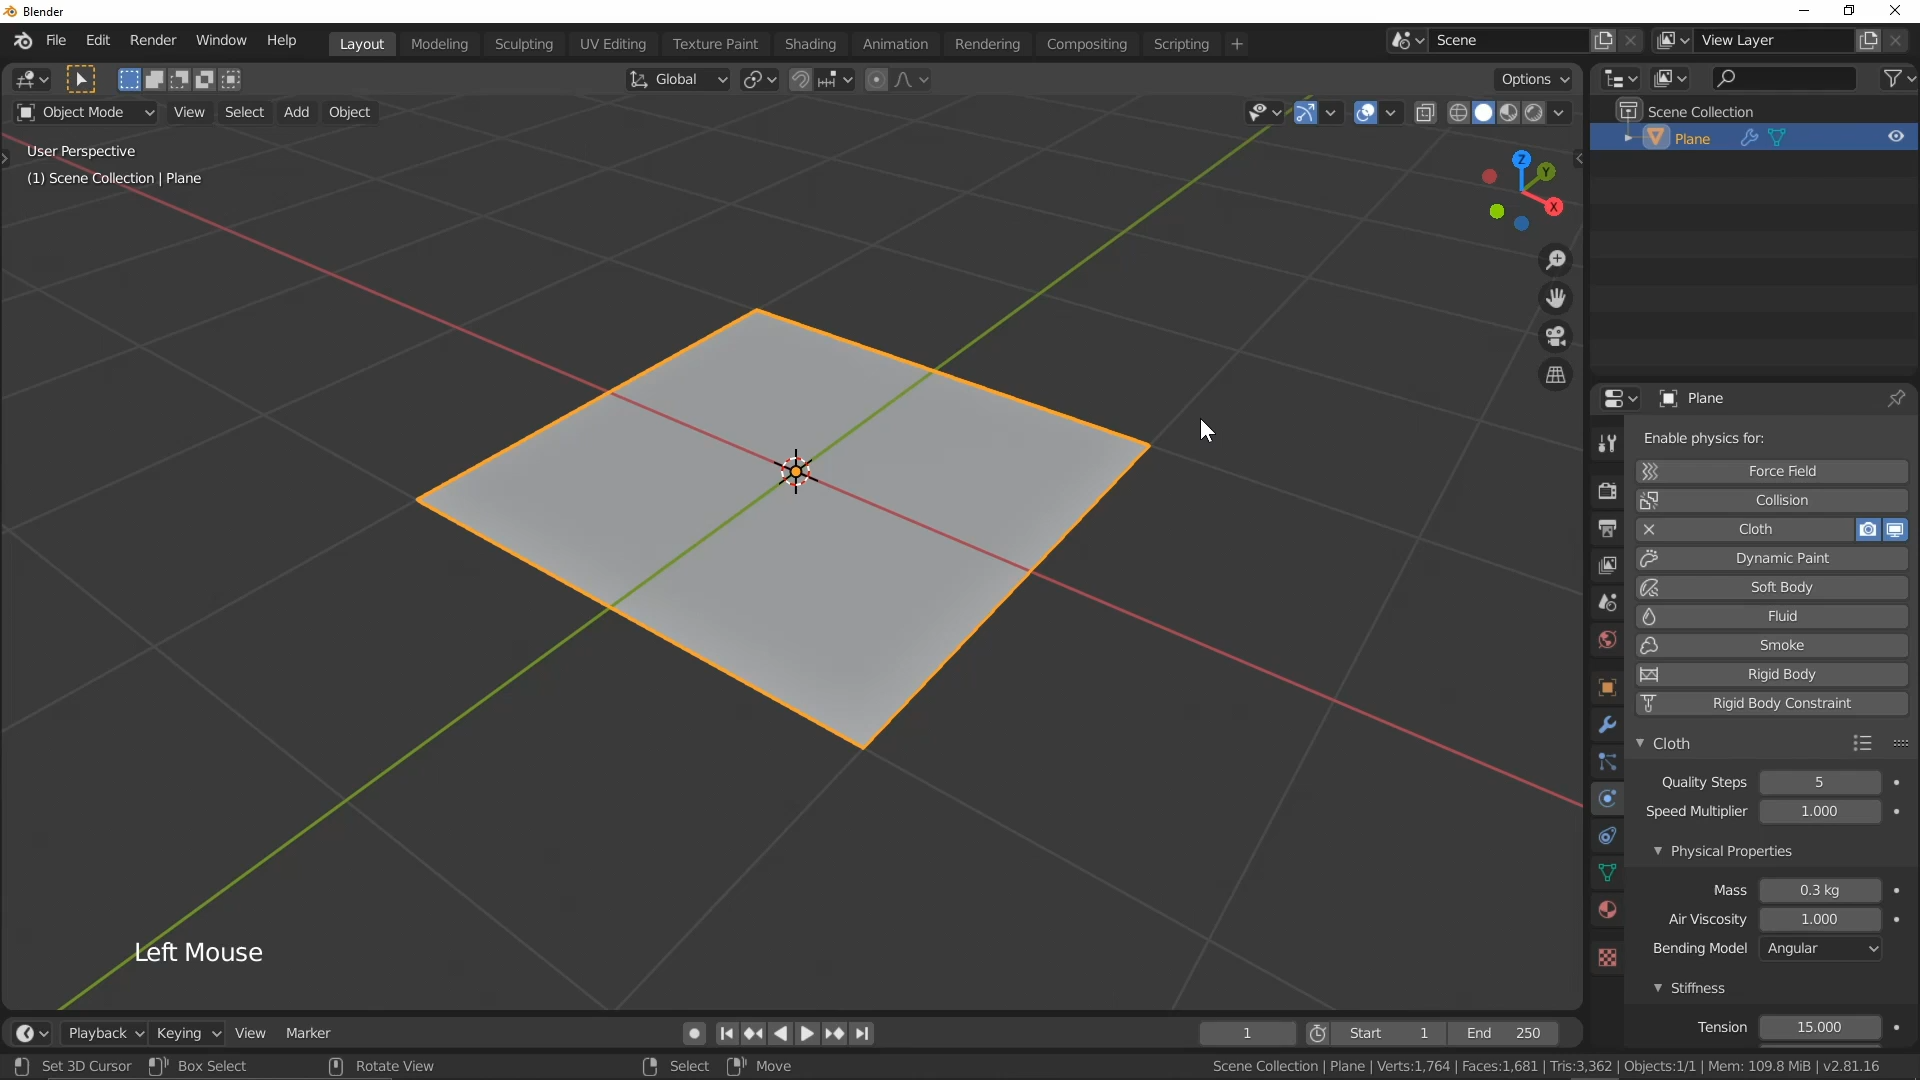 Blender
File Edit Render Window Help
Layout Modeling Sculpting UV Editing Texture Paint Shading Animation Rendering Compositing Scripting +
Scene
View Layer
Global
Options
Object Mode View Select Add Object
User Perspective
(1) Scene Collection | Plane
Z
Y
X
Left Mouse
Scene Collection
Plane
Plane
Enable physics for:
Force Field
Collision
Cloth
Dynamic Paint
Soft Body
Fluid
Smoke
Rigid Body
Rigid Body Constraint
Cloth
Quality Steps 5
Speed Multiplier 1.000
Physical Properties
Mass 0.3 kg
Air Viscosity 1.000
Bending Model Angular
Stiffness
Tension 15.000
Playback Keying View Marker
1
Start 1
End 250
Set 3D Cursor Box Select Rotate View Select Move
Scene Collection | Plane | Verts:1,764 | Faces:1,681 | Tris:3,362 | Objects:1/1 | Mem: 109.8 MiB | v2.81.16